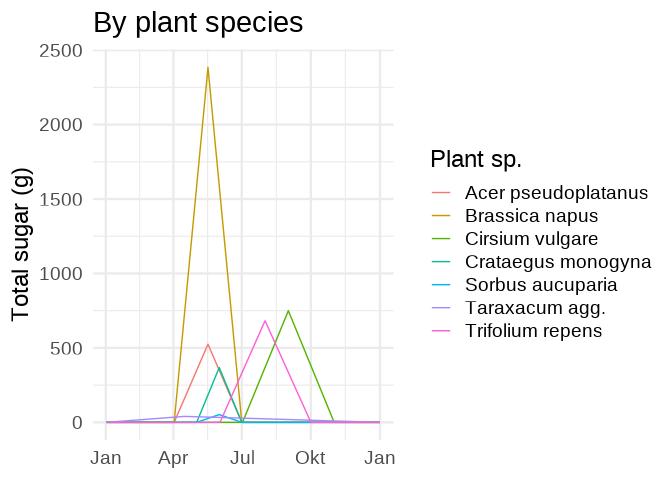 By plant species
Total sugar (g)
2500
2000
1500
1000
500
0
Jan Apr Jul Okt Jan
Plant sp.
Acer pseudoplatanus
Brassica napus
Cirsium vulgare
Crataegus monogyna
Sorbus aucuparia
Taraxacum agg.
Trifolium repens